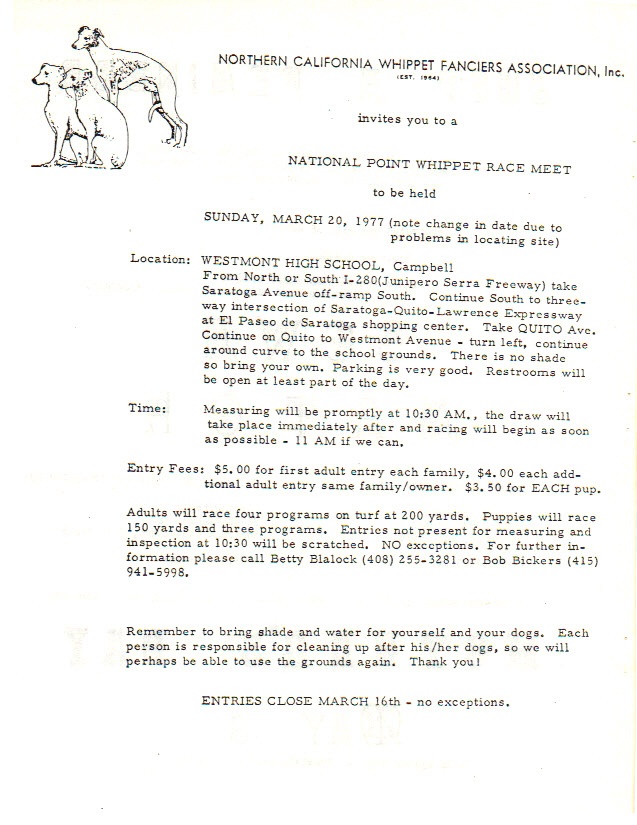 NORTHERN CALIFORNIA WHIPPET FANCIERS ASSOCIATION, Inc.
(EST. 1964)
invites you to a
NATIONAL POINT WHIPPET RACE MEET
to be held
SUNDAY, MARCH 20, 1977 (note change in date due to
problems in locating site)
Location: WESTMONT HIGH SCHOOL, Campbell
From North or South I-280(Junipero Serra Freeway) take
Saratoga Avenue off-ramp South. Continue South to three-
way intersection of Saratoga-Quito-Lawrence Expressway
at El Paseo de Saratoga shopping center. Take QUITO Ave.
Continue on Quito to Westmont Avenue - turn left, continue
around curve to the school grounds. There is no shade
so bring your own. Parking is very good. Restrooms will
be open at least part of the day.
Time: Measuring will be promptly at 10:30 AM., the draw will
take place immediately after and racing will begin as soon
as possible - 11 AM if we can.
Entry Fees: $5.00 for first adult entry each family, $4.00 each add-
tional adult entry same family/owner. $3.50 for EACH pup.
Adults will race four programs on turf at 200 yards. Puppies will race
150 yards and three programs. Entries not present for measuring and
inspection at 10:30 will be scratched. NO exceptions. For further in-
formation please call Betty Blalock (408) 255-3281 or Bob Bickers (415)
941-5998.
Remember to bring shade and water for yourself and your dogs. Each
person is responsible for cleaning up after his/her dogs, so we will
perhaps be able to use the grounds again. Thank you!
ENTRIES CLOSE MARCH 16th - no exceptions.